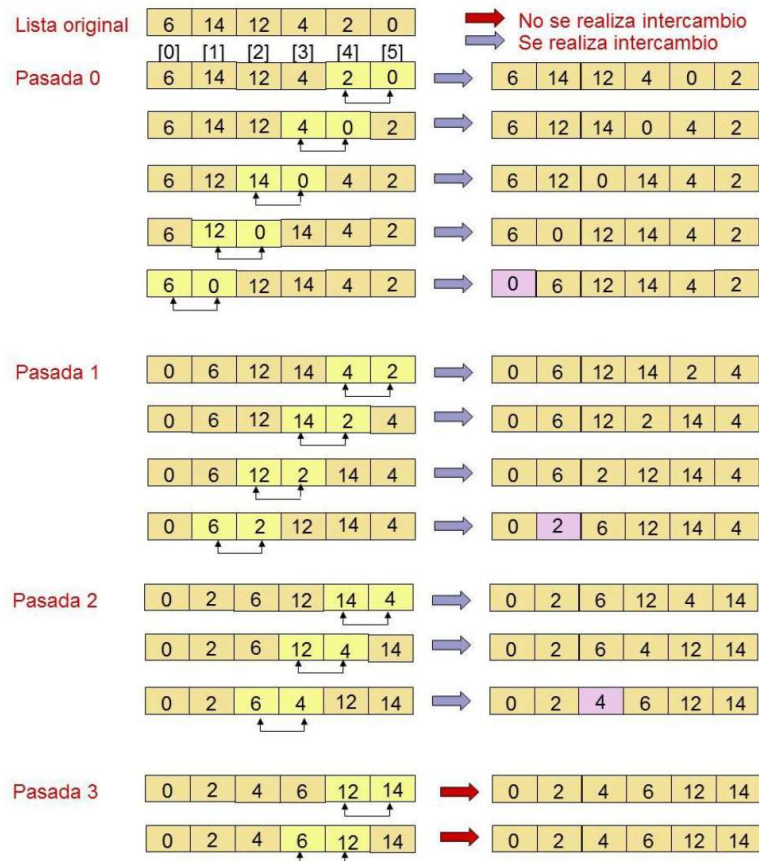 Lista original 6 14 12 4 2 0
No se realiza intercambio
Se realiza intercambio
[0] [1] [2] [3] [4] [5]
Pasada 0 6 14 12 4 2 0 6 14 12 4 0 2
6 14 12 4 0 2 6 12 14 0 4 2
6 12 14 0 4 2 6 12 0 14 4 2
6 12 0 14 4 2 6 0 12 14 4 2
6 0 12 14 4 2 0 6 12 14 4 2
Pasada 1 0 6 12 14 4 2 0 6 12 14 2 4
0 6 12 14 2 4 0 6 12 2 14 4
0 6 12 2 14 4 0 6 2 12 14 4
0 6 2 12 14 4 0 2 6 12 14 4
Pasada 2 0 2 6 12 14 4 0 2 6 12 4 14
0 2 6 12 4 14 0 2 6 4 12 14
0 2 6 4 12 14 0 2 4 6 12 14
Pasada 3 0 2 4 6 12 14 0 2 4 6 12 14
0 2 4 6 12 14 0 2 4 6 12 14